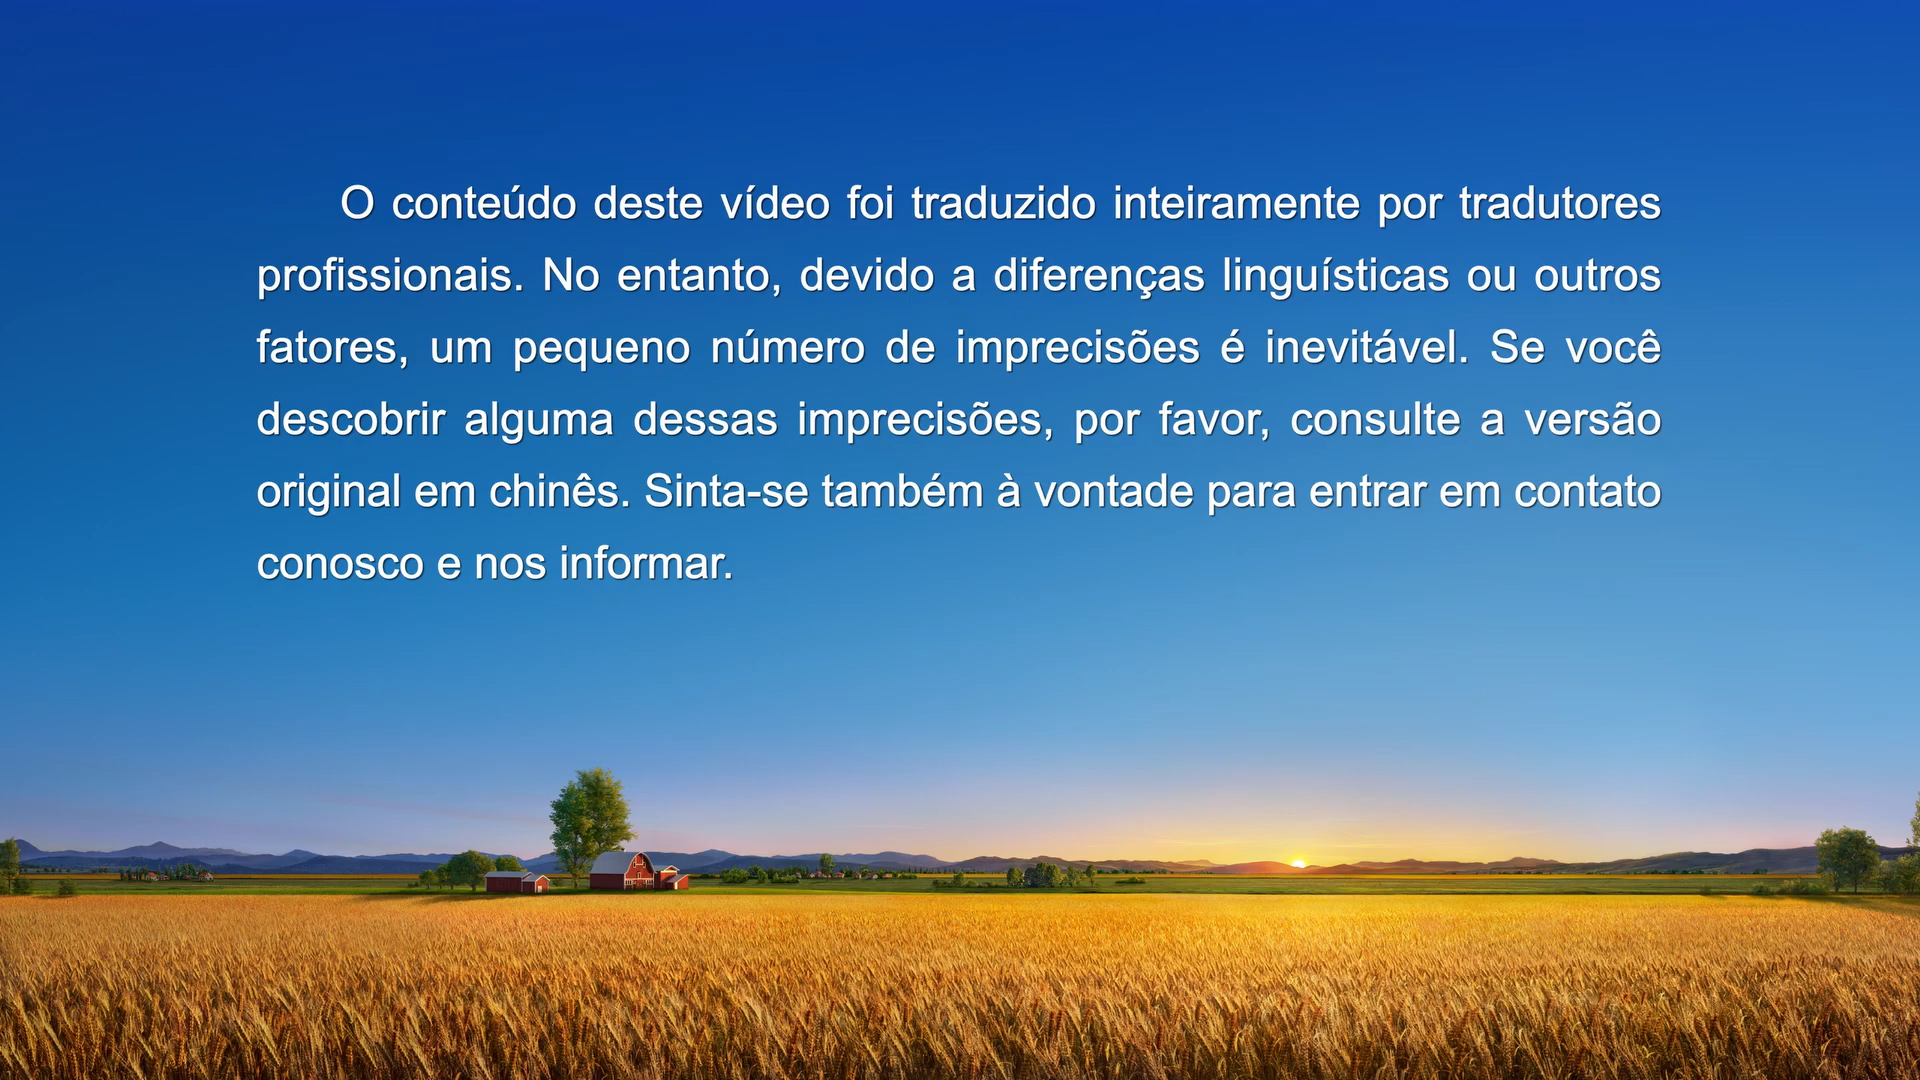 O conteúdo deste vídeo foi traduzido inteiramente por tradutores
profissionais. No entanto, devido a diferenças linguísticas ou outros
fatores, um pequeno número de imprecisões é inevitável. Se você
descobrir alguma dessas imprecisões, por favor, consulte a versão
original em chinês. Sinta-se também à vontade para entrar em contato
conosco e nos informar.